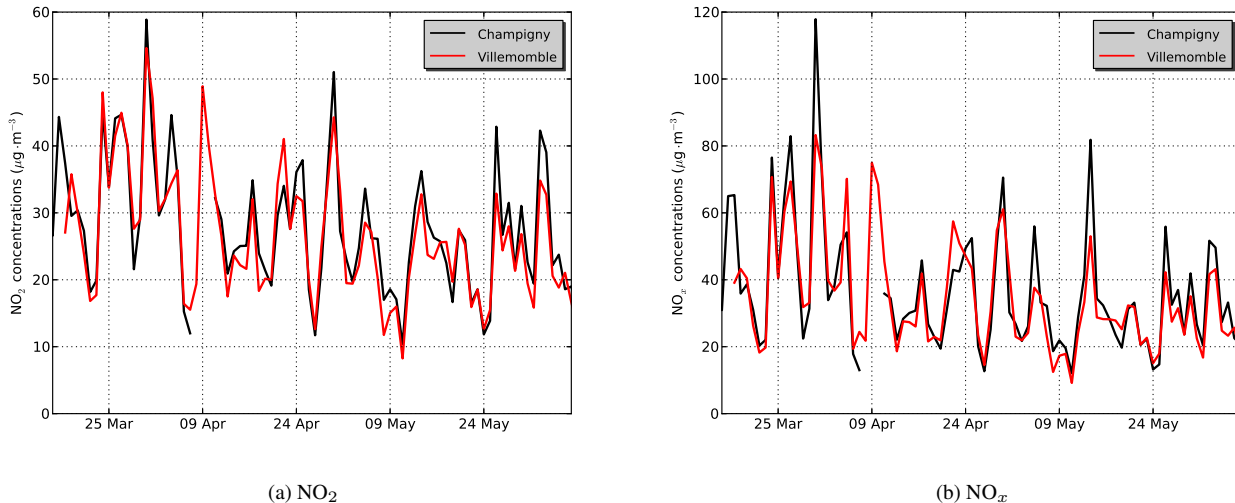 60
50
40
30
20
10
0
NO2 concentrations (μg·m−3)
Champigny
Villemomble
25 Mar
09 Apr
24 Apr
09 May
24 May
(a) NO2
120
100
80
60
40
20
0
NOx concentrations (μg·m−3)
Champigny
Villemomble
25 Mar
09 Apr
24 Apr
09 May
24 May
(b) NOx